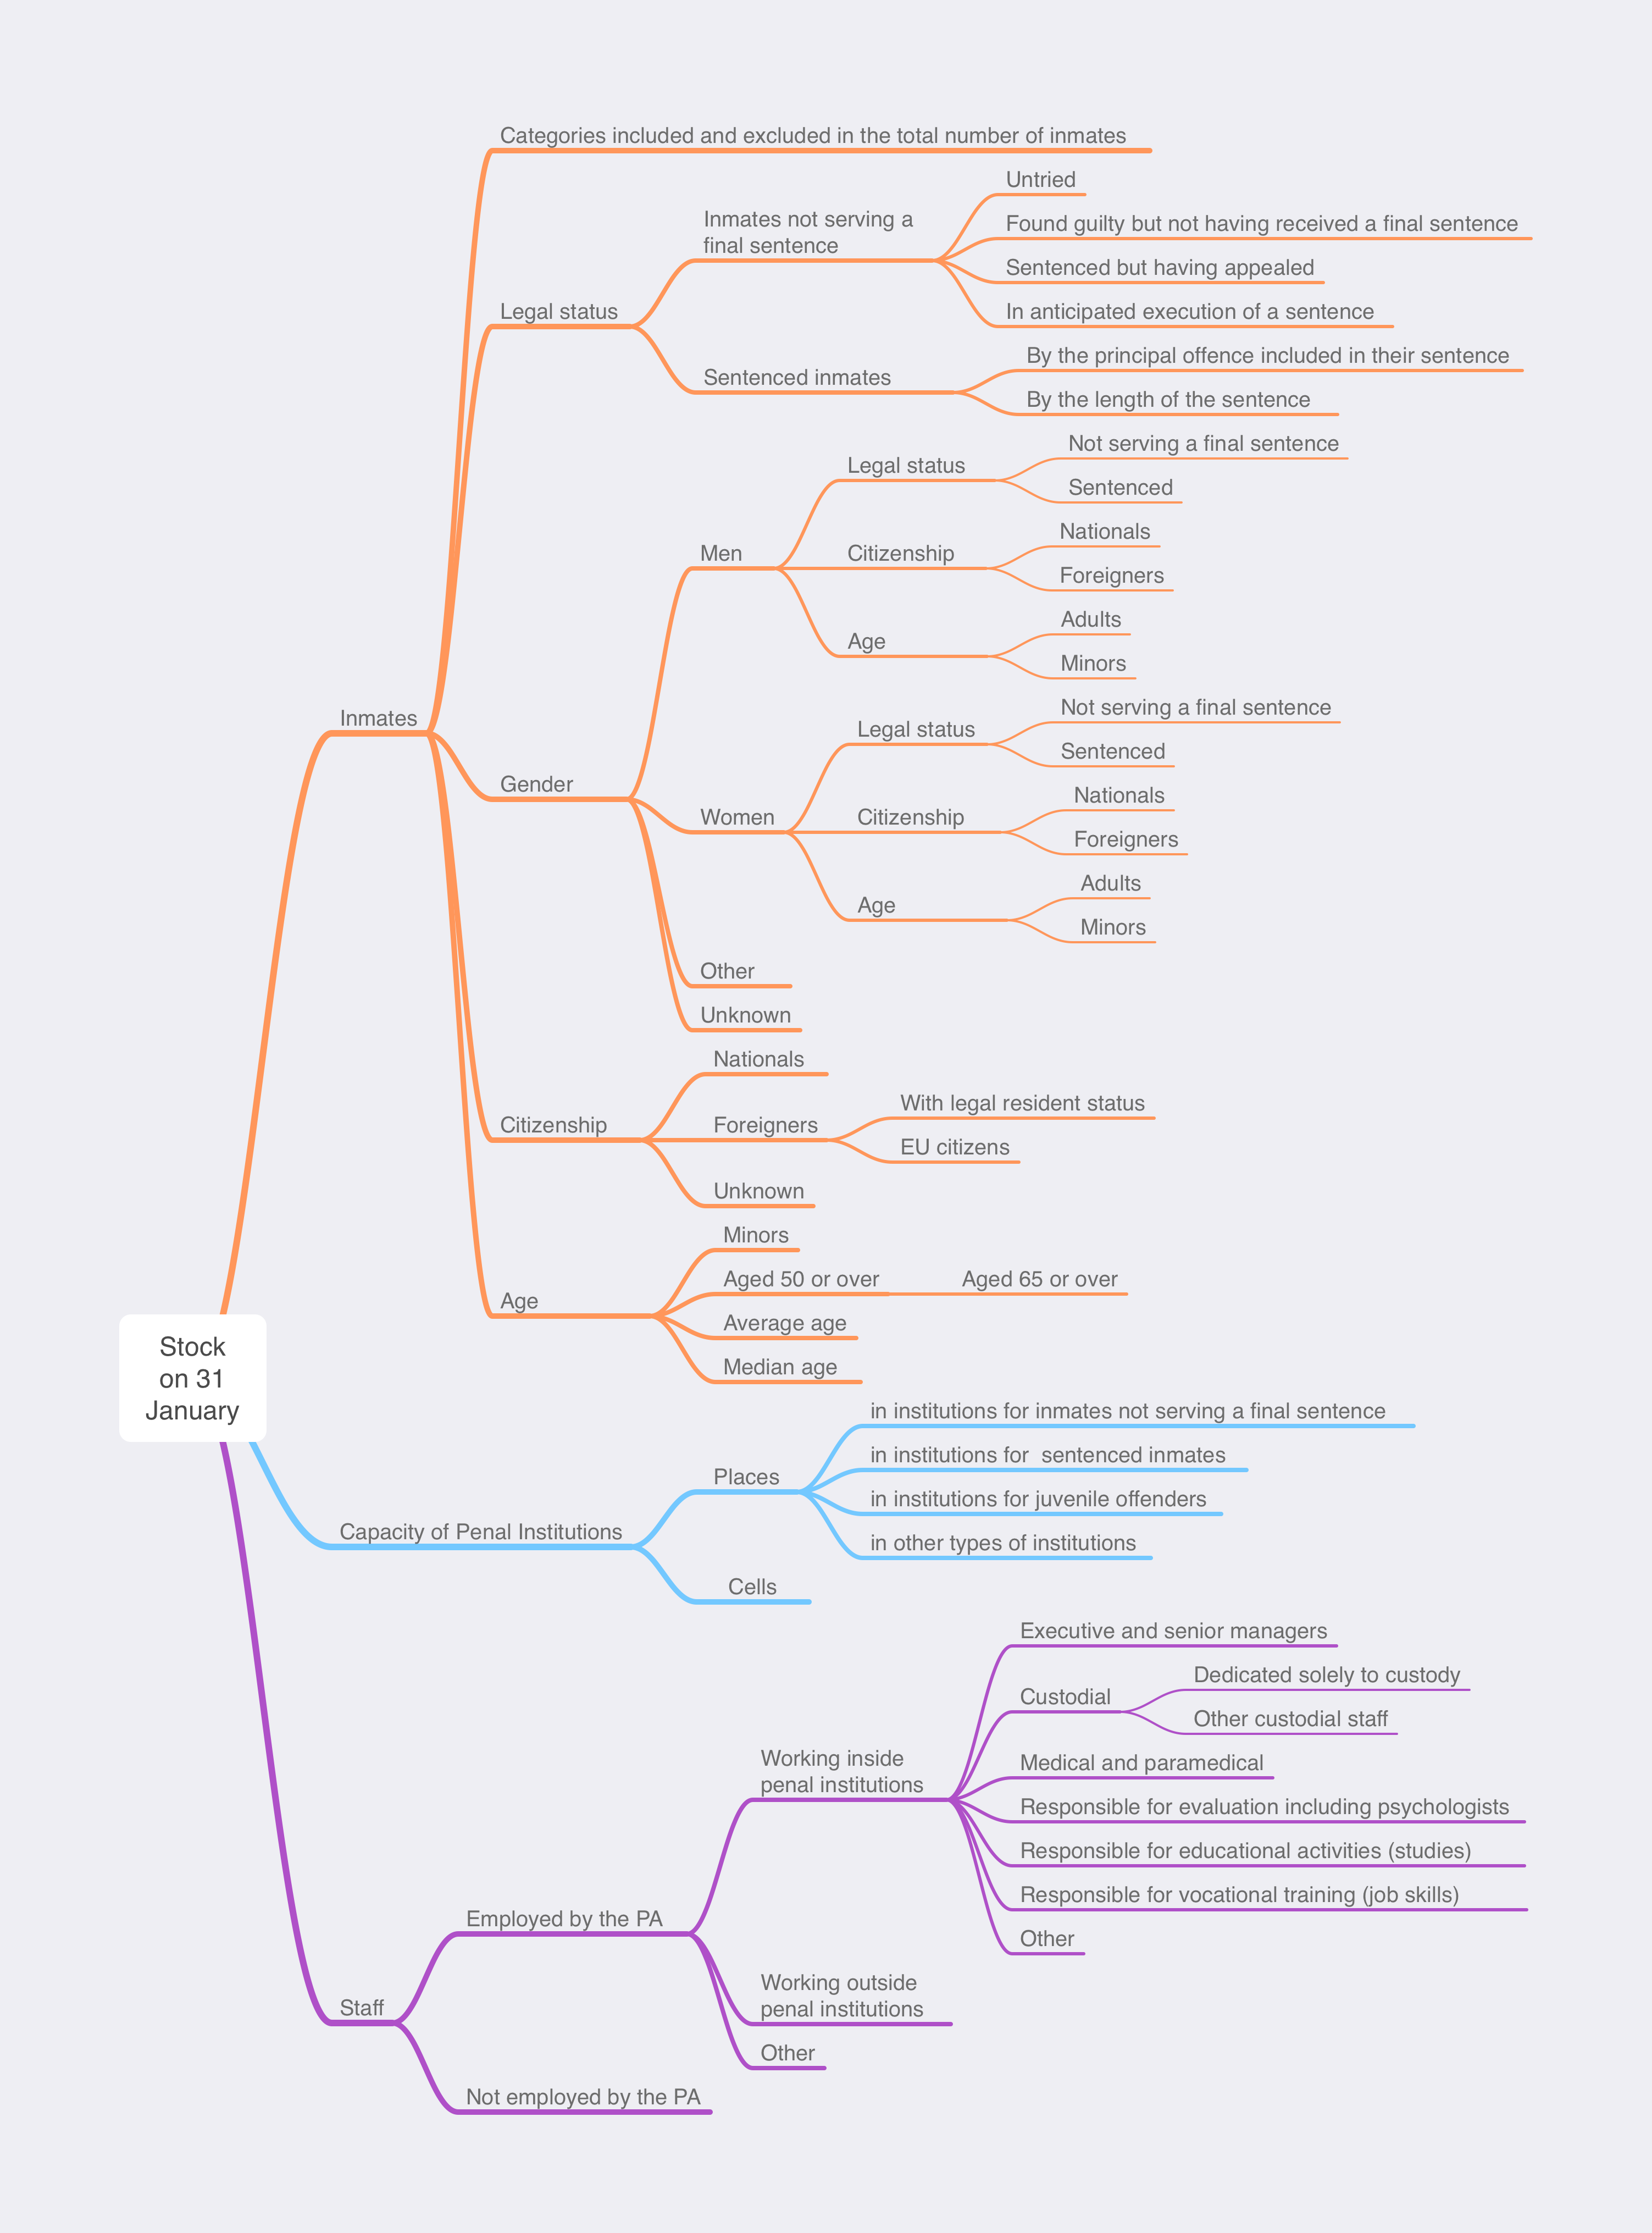 Categories included and excluded in the total number of inmates
Untried
Inmates not serving a
final sentence
Found guilty but not having received a final sentence
Sentenced but having appealed
Legal status
In anticipated execution of a sentence
By the principal offence included in their sentence
Sentenced inmates
By the length of the sentence
Not serving a final sentence
Legal status
Sentenced
Nationals
Men
Citizenship
Foreigners
Adults
Age
Minors
Not serving a final sentence
Inmates
Legal status
Sentenced
Gender
Nationals
Women
Citizenship
Foreigners
Adults
Age
Minors
Other
Unknown
Nationals
With legal resident status
Citizenship
Foreigners
EU citizens
Unknown
Minors
Aged 50 or over
Aged 65 or over
Age
Average age
Median age
Stock
on 31
January
in institutions for inmates not serving a final sentence
in institutions for  sentenced inmates
Places
in institutions for juvenile offenders
Capacity of Penal Institutions
in other types of institutions
Cells
Executive and senior managers
Dedicated solely to custody
Custodial
Other custodial staff
Working inside
penal institutions
Medical and paramedical
Responsible for evaluation including psychologists
Responsible for educational activities (studies)
Responsible for vocational training (job skills)
Employed by the PA
Other
Working outside
penal institutions
Staff
Other
Not employed by the PA